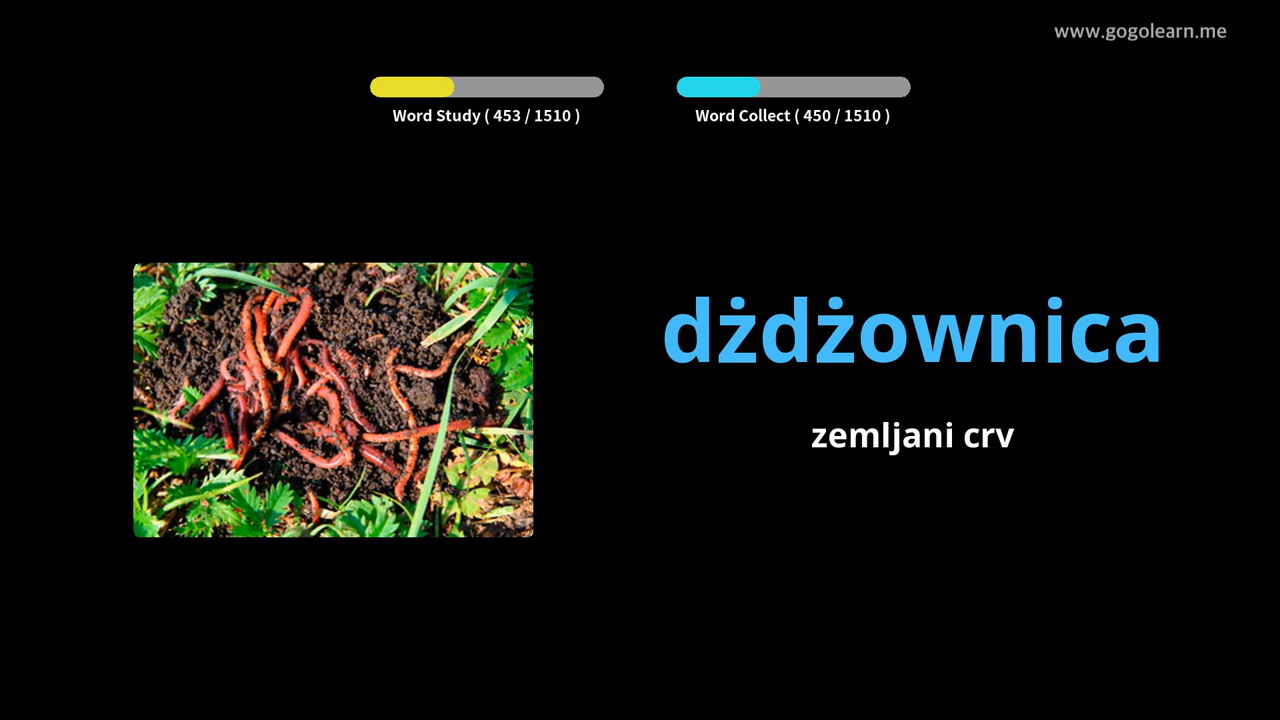 www.gogolearn.me
Word Study ( 453 / 1510 )
Word Collect ( 450 / 1510 )
dżdżownica
zemljani crv